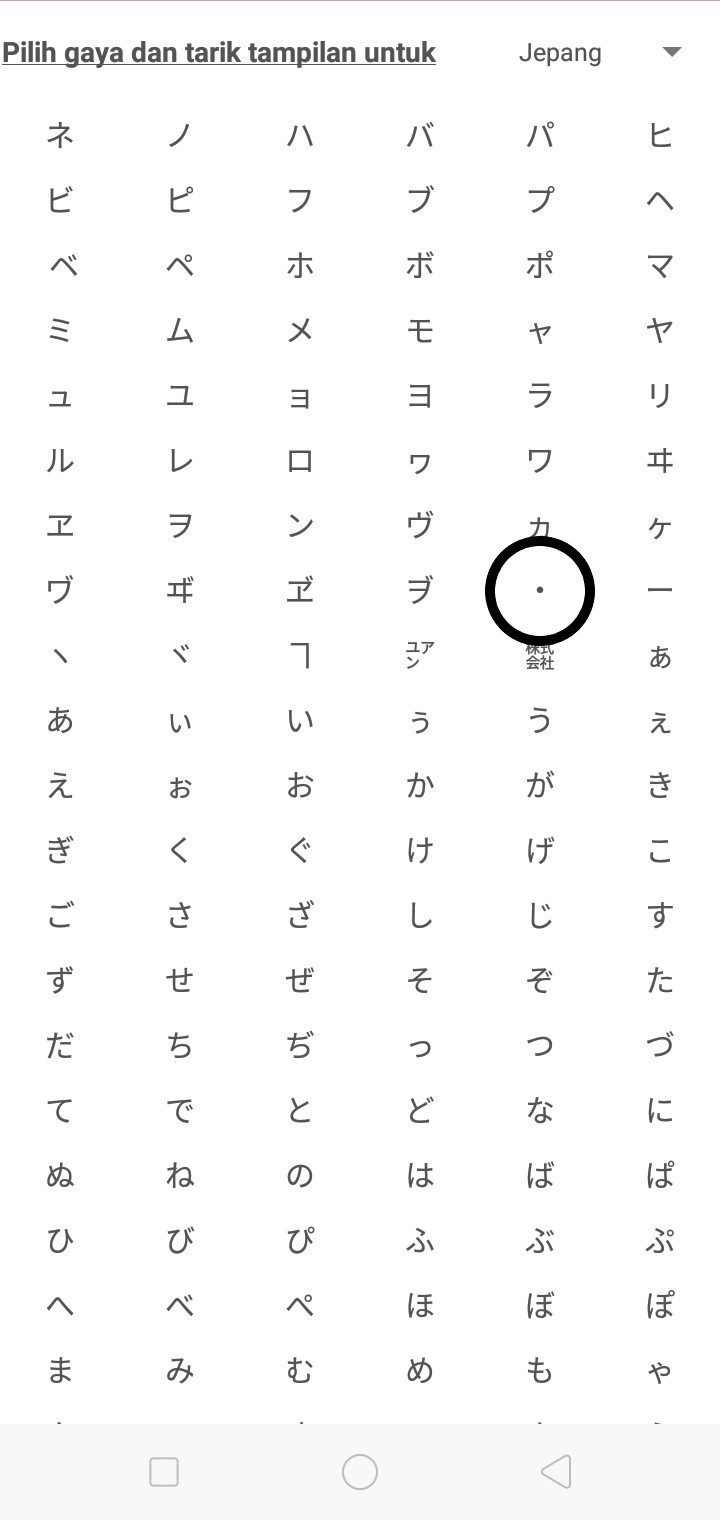 Pilih gaya dan tarik tampilan untuk Jepang
ネ ノ ハ バ パ ヒ
ビ ピ フ ブ プ ヘ
ベ ペ ホ ボ ポ マ
ミ ム メ モ ャ ヤ
ュ ユ ョ ヨ ラ リ
ル レ ロ ヮ ワ ヰ
ヱ ヲ ン ヴ ヵ ヶ
ヷ ヸ ヹ ヺ ・ ー
ヽ ヾ ヿ ユアン 株式会社 ぁ
あ ぃ い ぅ う ぇ
え ぉ お か が き
ぎ く ぐ け げ こ
ご さ ざ し じ す
ず せ ぜ そ ぞ た
だ ち ぢ っ つ づ
て で と ど な に
ぬ ね の は ば ぱ
ひ び ぴ ふ ぶ ぷ
へ べ ぺ ほ ぼ ぽ
ま み む め も ゃ